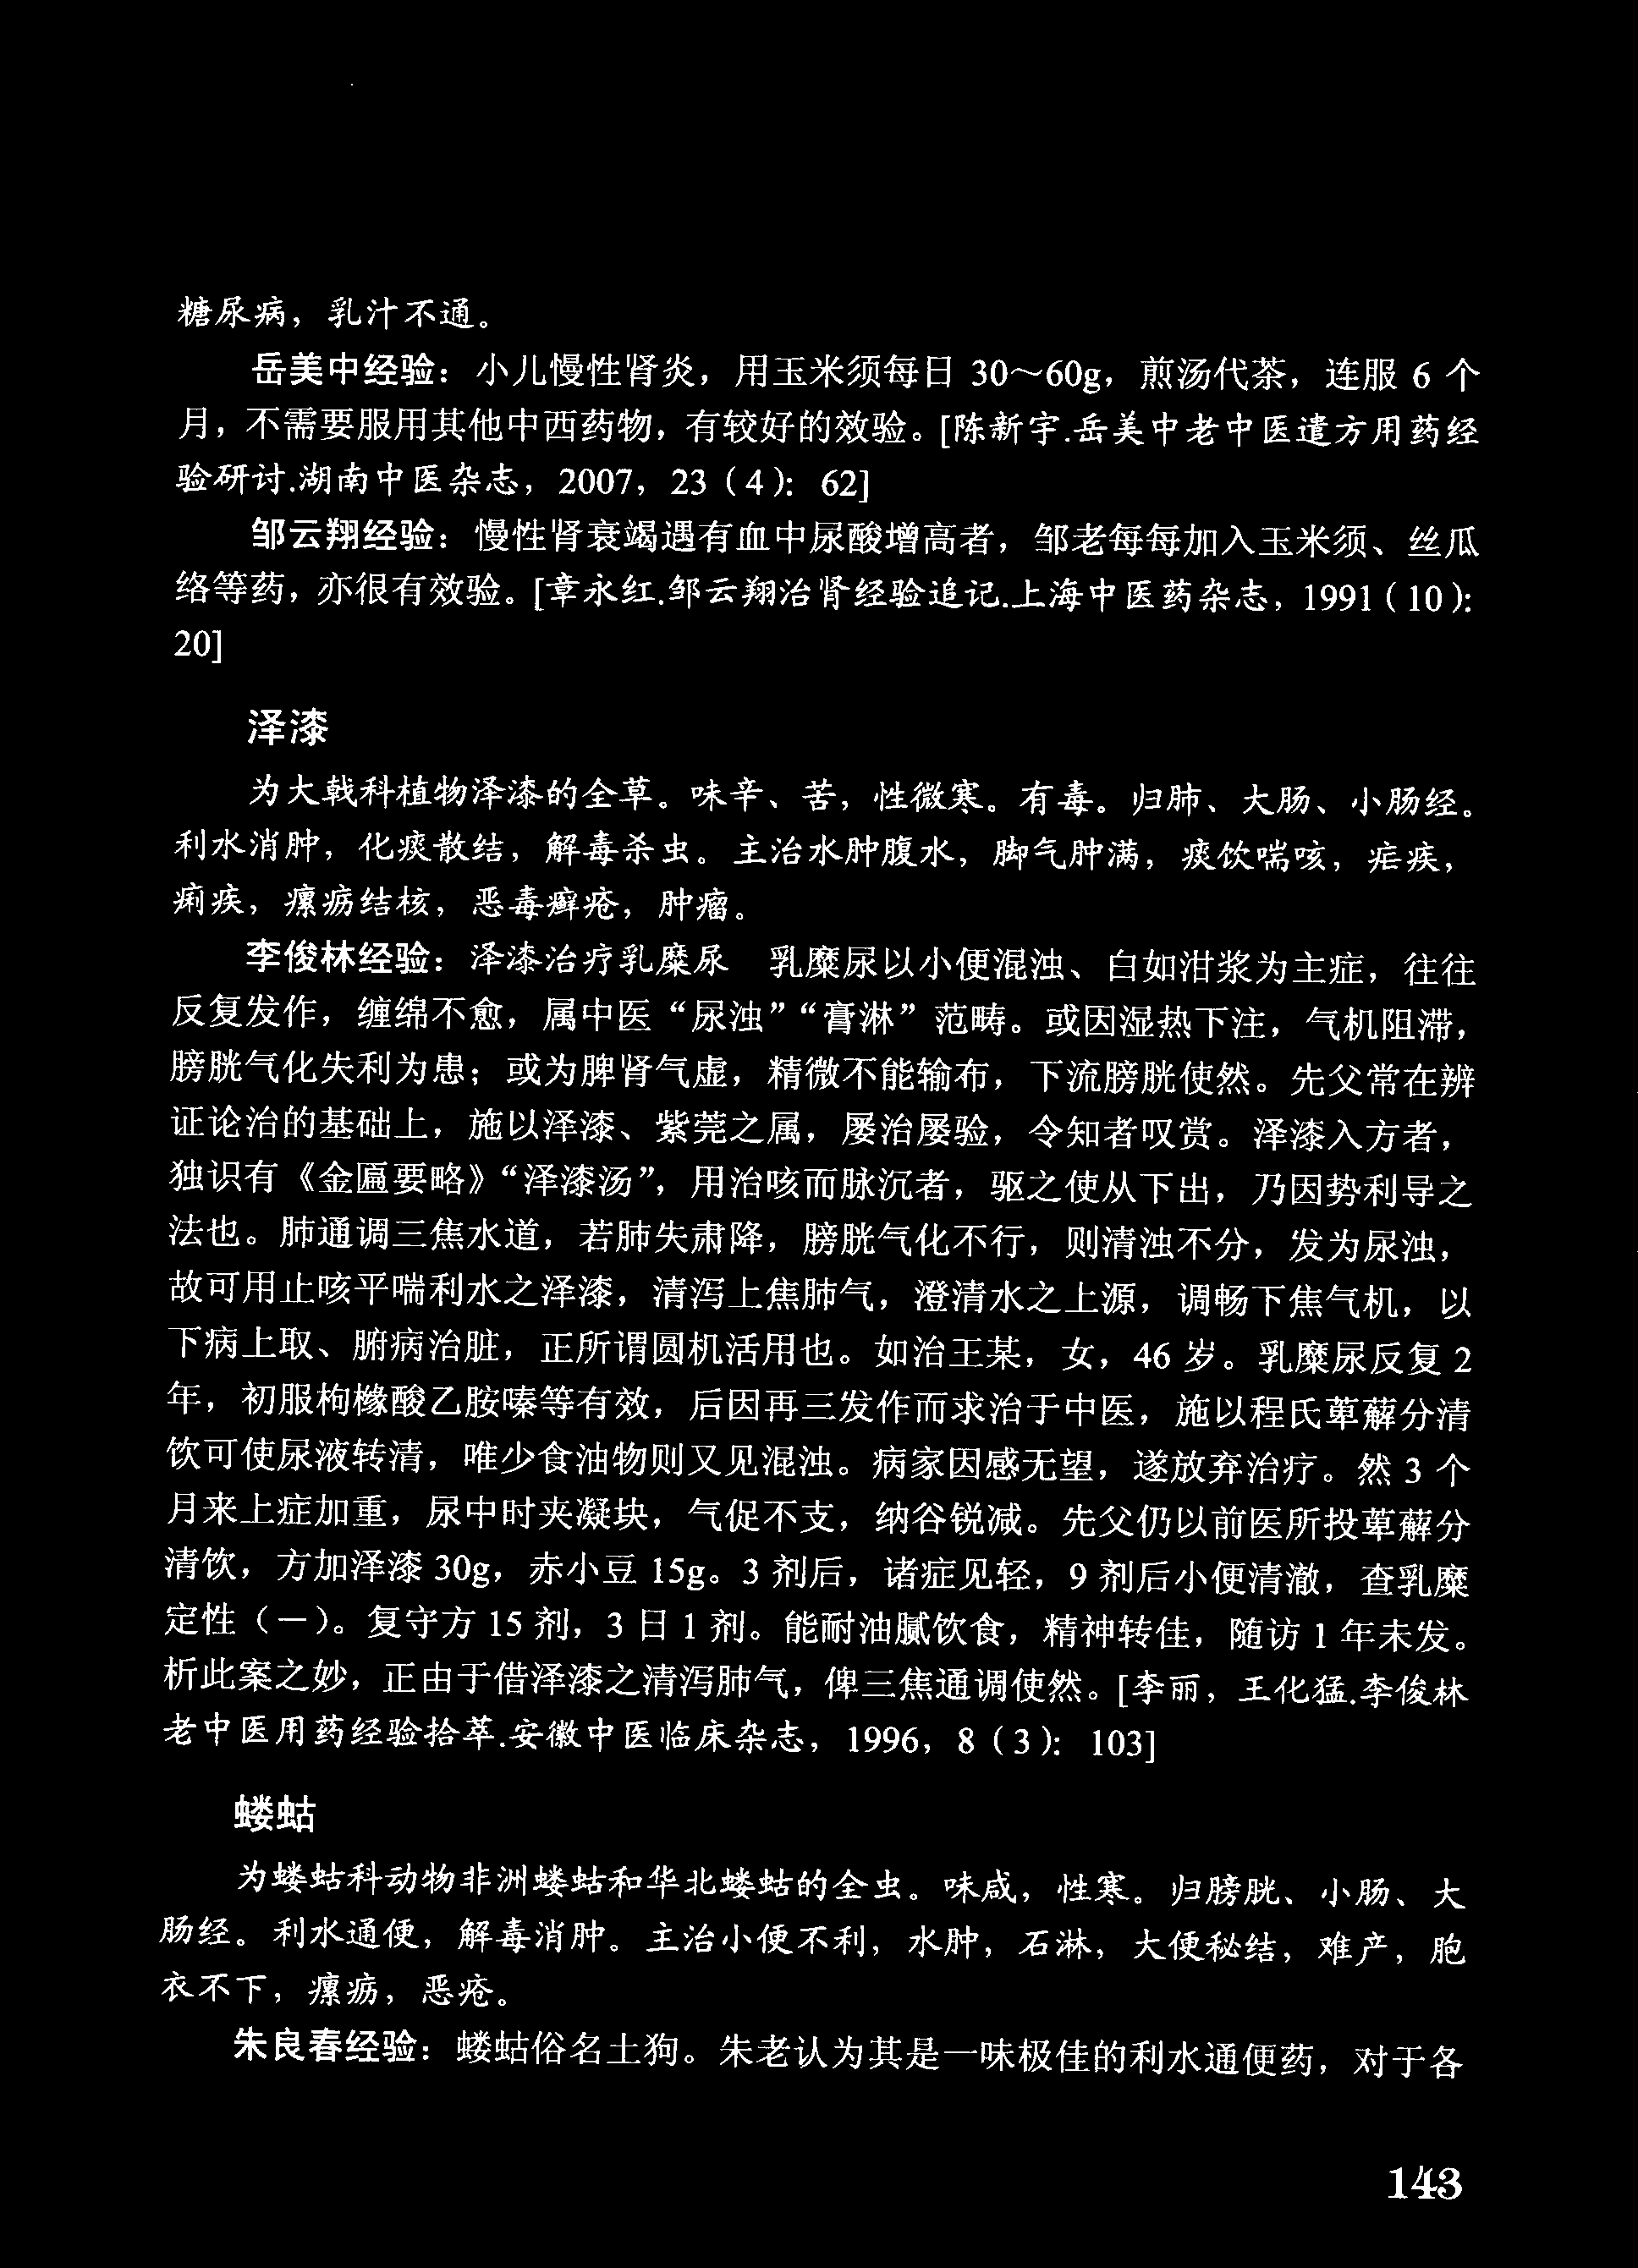 糖尿病，乳汁不通。
岳美中经验：小儿慢性肾炎，用玉米须每日 30～60g，煎汤代茶，连服 6 个
月，不需要服用其他中西药物，有较好的效验。[陈新宇.岳美中老中医遣方用药经
验研讨.湖南中医杂志，2007，23（4）：62]
邹云翔经验：慢性肾衰竭遇有血中尿酸增高者，邹老每每加入玉米须、丝瓜
络等药，亦很有效验。[章永红.邹云翔治肾经验追记.上海中医药杂志，1991（10）：
20]
泽漆
为大戟科植物泽漆的全草。味辛、苦，性微寒。有毒。归肺、大肠、小肠经。
利水消肿，化痰散结，解毒杀虫。主治水肿腹水，脚气肿满，痰饮喘咳，疟疾，
痢疾，瘰疬结核，恶毒癣疮，肿瘤。
李俊林经验：泽漆治疗乳糜尿　乳糜尿以小便混浊、白如泔浆为主症，往往
反复发作，缠绵不愈，属中医“尿浊”“膏淋”范畴。或因湿热下注，气机阻滞，
膀胱气化失利为患；或为脾肾气虚，精微不能输布，下流膀胱使然。先父常在辨
证论治的基础上，施以泽漆、紫菀之属，屡治屡验，令知者叹赏。泽漆入方者，
独识有《金匾要略》“泽漆汤”，用治咳而脉沉者，驱之使从下出，乃因势利导之
法也。肺通调三焦水道，若肺失肃降，膀胱气化不行，则清浊不分，发为尿浊，
故可用止咳平喘利水之泽漆，清泻上焦肺气，澄清水之上源，调畅下焦气机，以
下病上取、腑病治脏，正所谓圆机活用也。如治王某，女，46 岁。乳糜尿反复 2
年，初服枸橼酸乙胺嗪等有效，后因再三发作而求治于中医，施以程氏萆薢分清
饮可使尿液转清，唯少食油物则又见混浊。病家因感无望，遂放弃治疗。然 3 个
月来上症加重，尿中时夹凝块，气促不支，纳谷锐减。先父仍以前医所投萆薢分
清饮，方加泽漆 30g，赤小豆 15g。3 剂后，诸症见轻，9 剂后小便清澈，查乳糜
定性（－）。复守方 15 剂，3 日 1 剂。能耐油腻饮食，精神转佳，随访 1 年未发。
析此案之妙，正由于借泽漆之清泻肺气，俾三焦通调使然。[李丽，王化猛.李俊林
老中医用药经验拾萃.安徽中医临床杂志，1996，8（3）：103]
蝼蛄
为蝼蛄科动物非洲蝼蛄和华北蝼蛄的全虫。味咸，性寒。归膀胱、小肠、大
肠经。利水通便，解毒消肿。主治小便不利，水肿，石淋，大便秘结，难产，胞
衣不下，瘰疬，恶疮。
朱良春经验：蝼蛄俗名土狗。朱老认为其是一味极佳的利水通便药，对于各
143